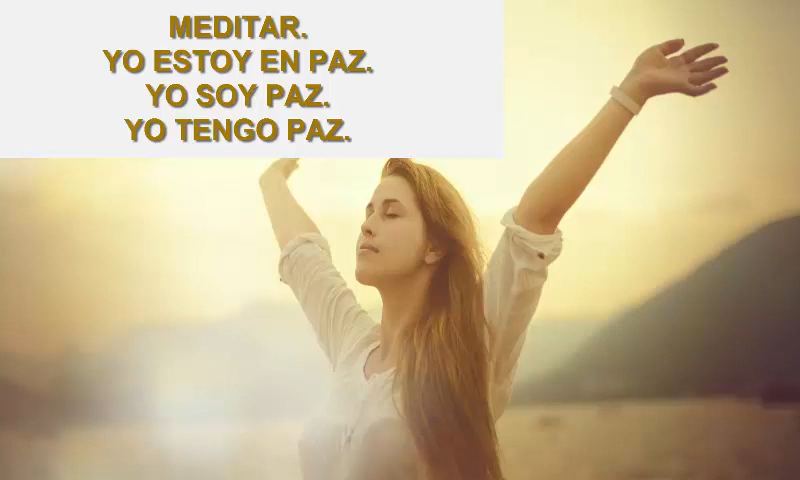 MEDITAR.
YO ESTOY EN PAZ.
YO SOY PAZ.
YO TENGO PAZ.